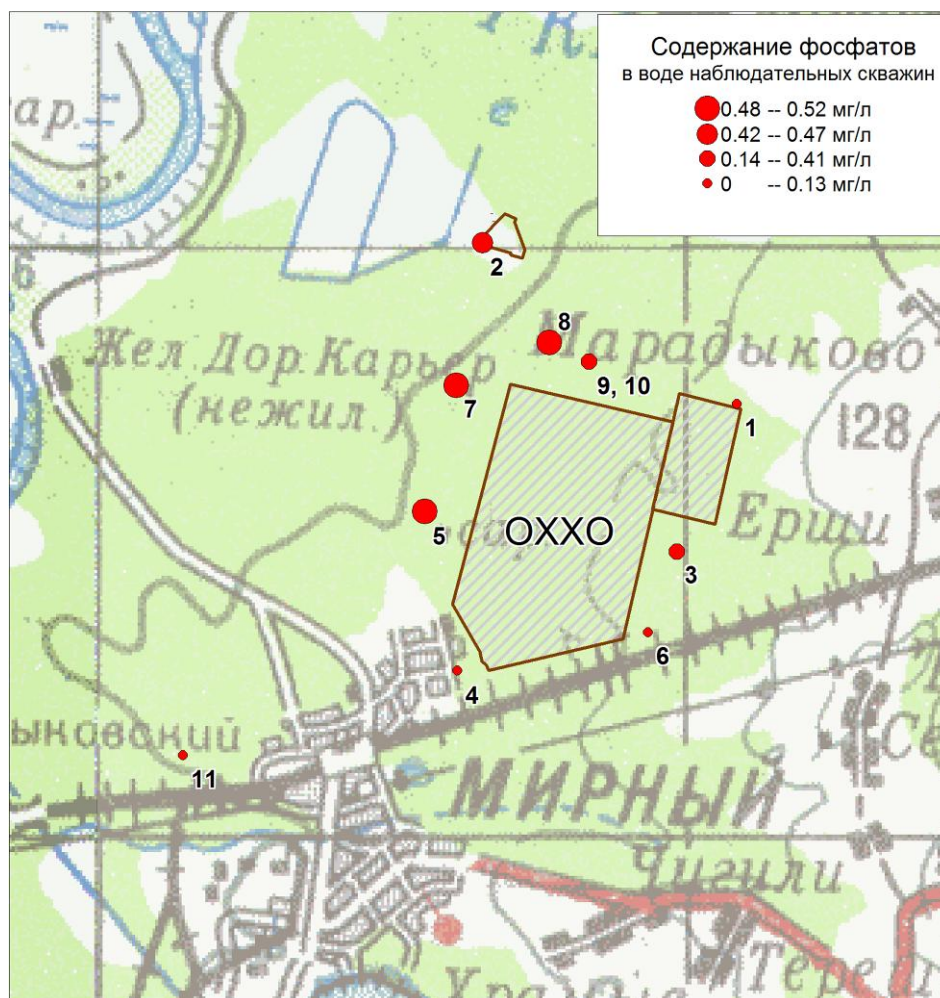 Содержание фосфатов
в воде наблюдательных скважин
0.48 -- 0.52 мг/л
0.42 -- 0.47 мг/л
0.14 -- 0.41 мг/л
0 -- 0.13 мг/л
ар.
е
2
8
Марадыково
Жел. Дор. Карьер
(нежил.)
9, 10
7
1
128
5
ОХХО
Ерши
3
6
4
ыковский
11
МИРНЫЙ
Чигили